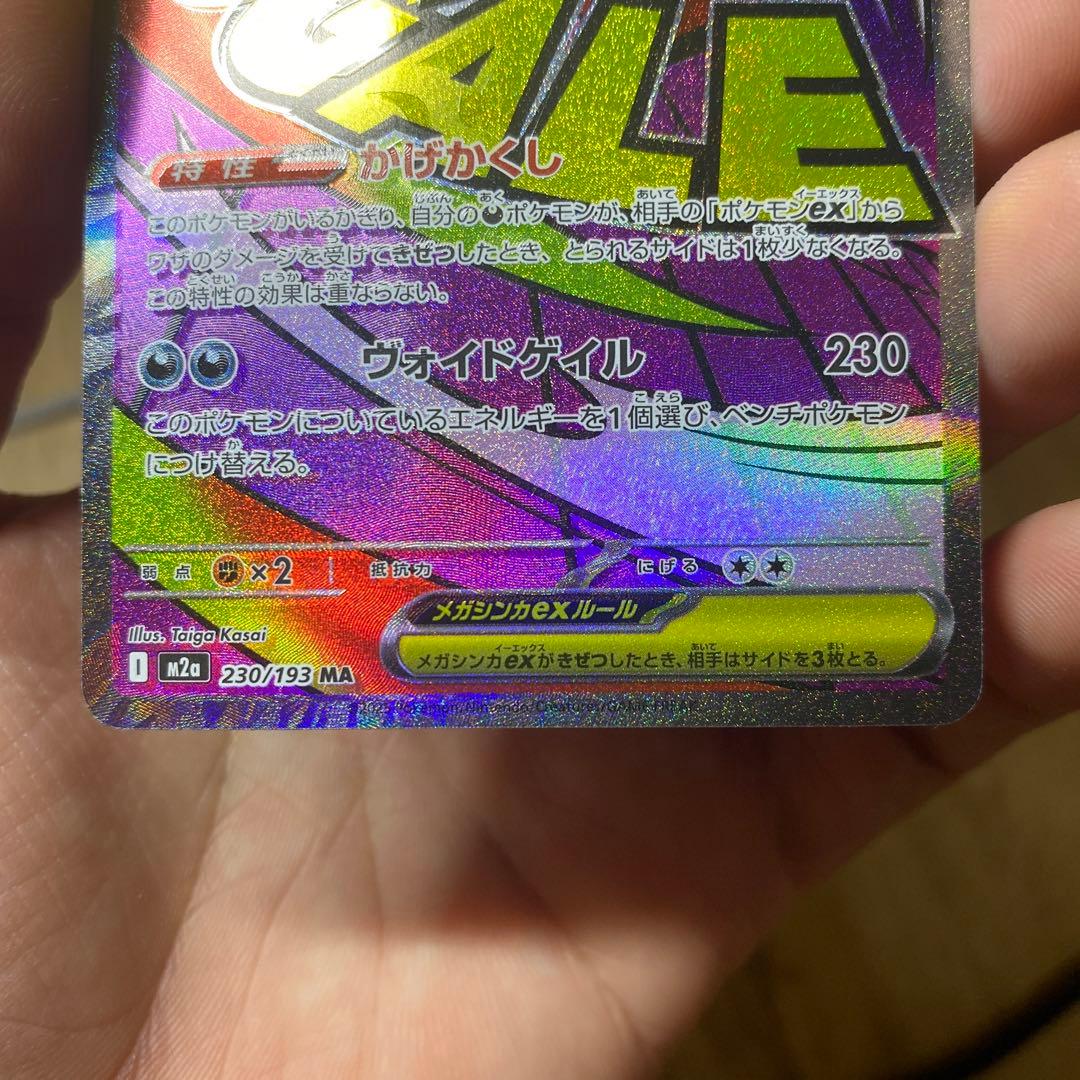 GALE
特性 かげかくし
このポケモンがいるかぎり、自分のポケモンが、相手の「ポケモンex」から
ワザのダメージを受けてきぜつしたとき、とられるサイドは1枚少なくなる。
この特性の効果は重ならない。
ヴォイドゲイル 230
このポケモンについているエネルギーを1個選び、ベンチポケモン
につけ替える。
弱点 ×2 抵抗力 にげる
メガシンカexルール
メガシンカexがきぜつしたとき、相手はサイドを3枚とる。
Illus. Taiga Kasai
I m2a 230/193 MA